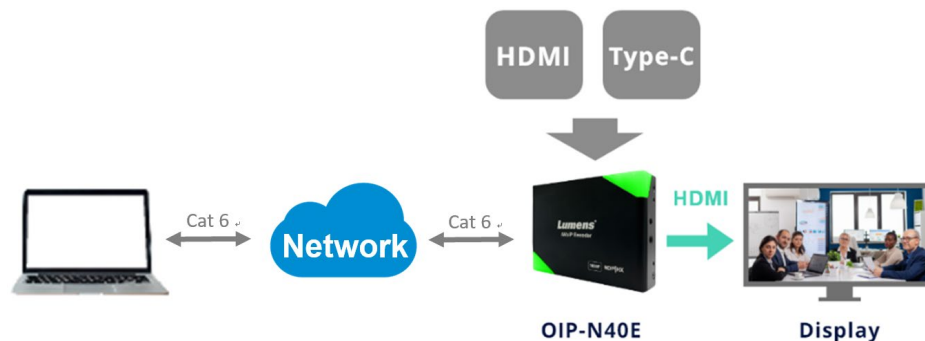 HDMI
Type-C
Cat 6
Network
Cat 6
Lumens
HDMI
OIP-N40E
Display